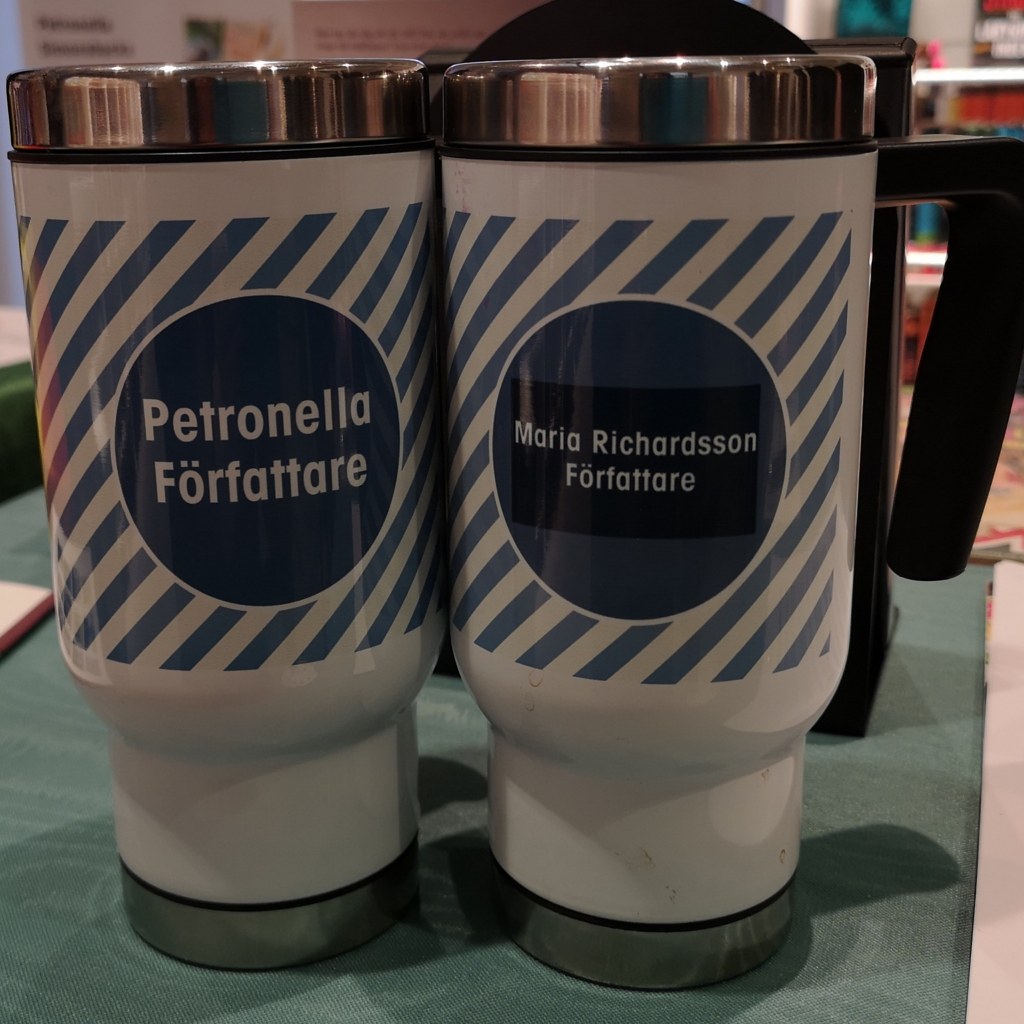 Petronella
Författare
Maria Richardsson
Författare